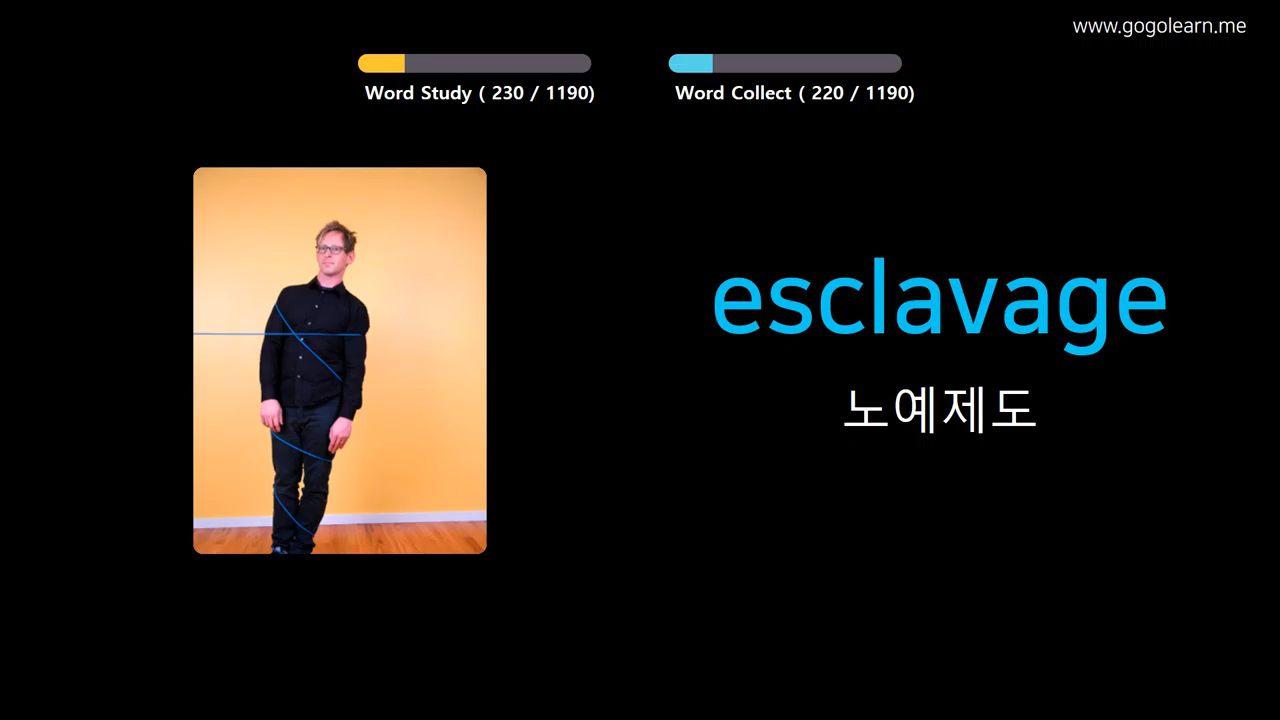 www.gogolearn.me
Word Study ( 230 / 1190)
Word Collect ( 220 / 1190)
esclavage
노예제도